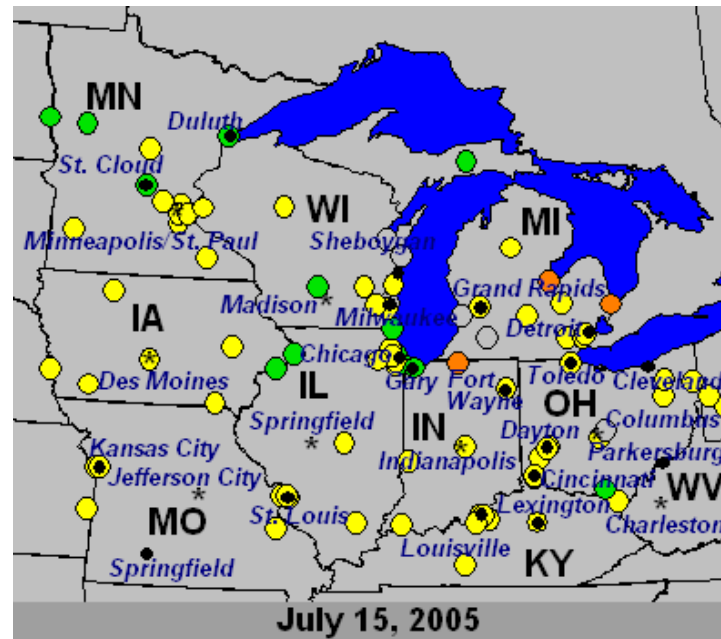 MN
Duluth
St. Cloud
WI
MI
Minneapolis/St. Paul
Sheboygan
Madison
Milwaukee
Grand Rapids
Detroit
IA
Chicago
Des Moines
Gary
Fort Wayne
Toledo
Cleveland
IL
IN
OH
Springfield
Columbus
Dayton
Parkersburg
Kansas City
Indianapolis
Jefferson City
Cincinnati
WV
Lexington
MO
St. Louis
Charleston
Louisville
KY
Springfield
July 15, 2005